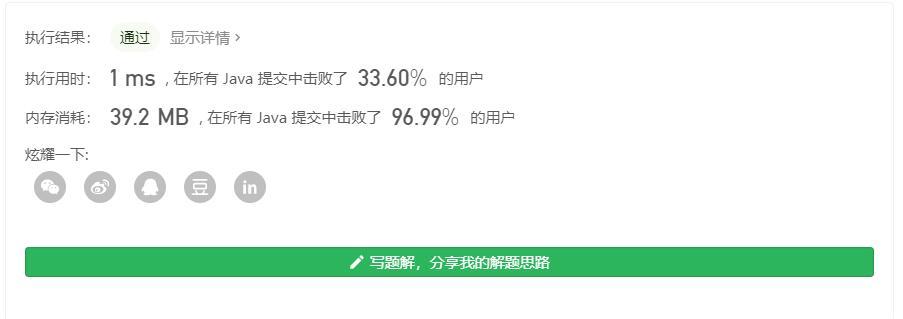 执行结果： 通过 显示详情 >
执行用时： 1 ms , 在所有 Java 提交中击败了 33.60% 的用户
内存消耗： 39.2 MB , 在所有 Java 提交中击败了 96.99% 的用户
炫耀一下:
豆 in
写题解，分享我的解题思路